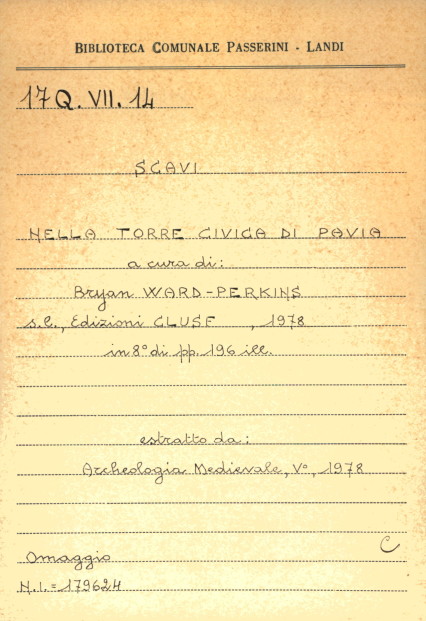 BIBLIOTECA COMUNALE PASSERINI - LANDI
17 Q. VII. 14
SCAVI
NELLA TORRE CIVICA DI PAVIA
a cura di:
Bryan WARD-PERKINS
s.l., Edizioni CLUSF , 1978
in 8° di pp. 196 ill.
estratto da:
Archeologia Medievale, V°, 1978
C
Omaggio
N.I. = 179624